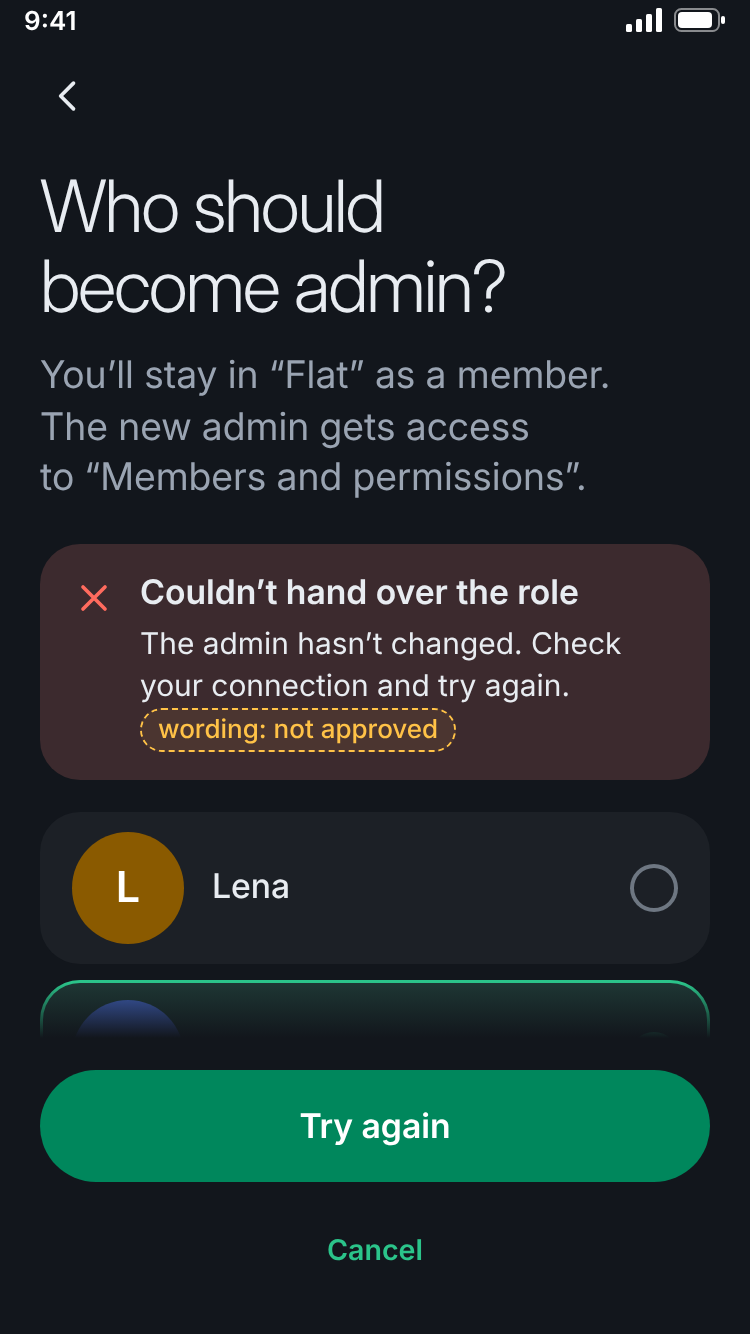 9:41
Who should
become admin?
You’ll stay in “Flat” as a member.
The new admin gets access
to “Members and permissions”.
Couldn’t hand over the role
The admin hasn’t changed. Check
your connection and try again.
wording: not approved
L
Lena
Try again
Cancel